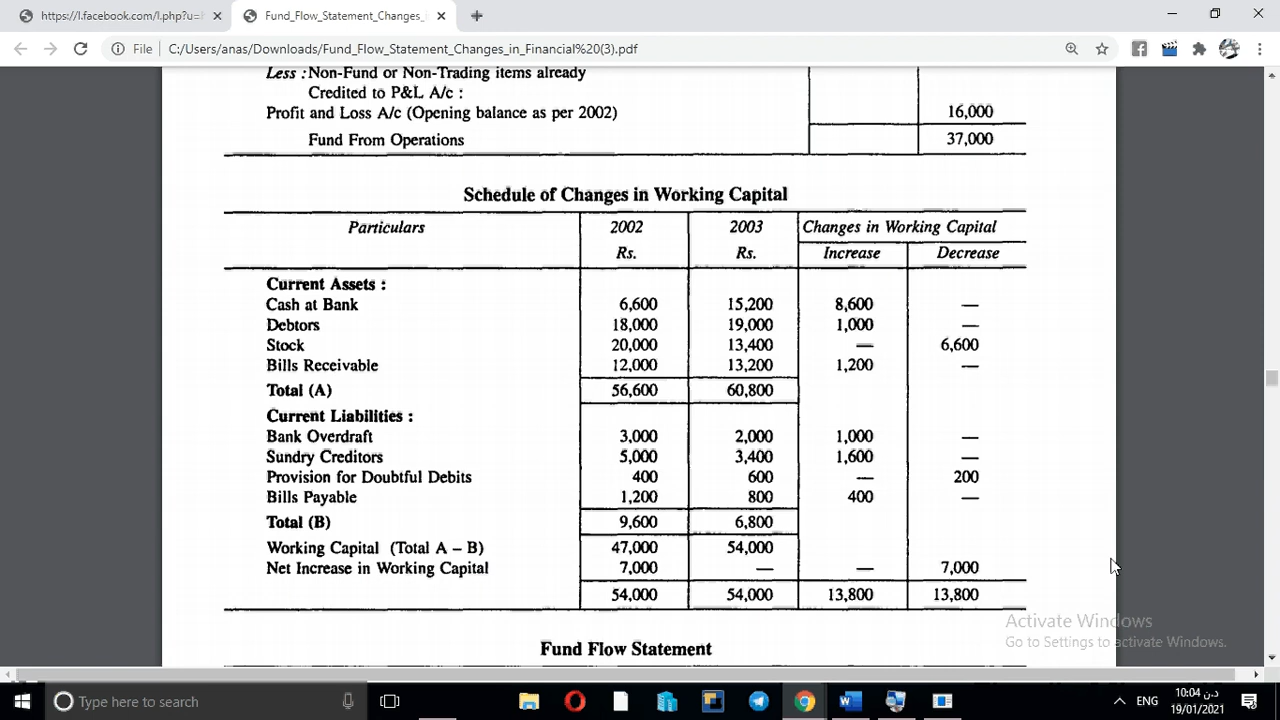 https://l.facebook.com/l.php?u=h
Fund_Flow_Statement_Changes_
File C:/Users/anas/Downloads/Fund_Flow_Statement_Changes_in_Financial%20(3).pdf
Less : Non-Fund or Non-Trading items already
Credited to P&L A/c :
Profit and Loss A/c (Opening balance as per 2002) 16,000
Fund From Operations 37,000
Schedule of Changes in Working Capital
Particulars 2002 2003 Changes in Working Capital
Rs. Rs. Increase Decrease
Current Assets :
Cash at Bank 6,600 15,200 8,600 —
Debtors 18,000 19,000 1,000 —
Stock 20,000 13,400 — 6,600
Bills Receivable 12,000 13,200 1,200 —
Total (A) 56,600 60,800
Current Liabilities :
Bank Overdraft 3,000 2,000 1,000 —
Sundry Creditors 5,000 3,400 1,600 —
Provision for Doubtful Debits 400 600 — 200
Bills Payable 1,200 800 400 —
Total (B) 9,600 6,800
Working Capital (Total A – B) 47,000 54,000
Net Increase in Working Capital 7,000 — — 7,000
54,000 54,000 13,800 13,800
Fund Flow Statement
Activate Windows
Go to Settings to activate Windows.
Type here to search
ENG
10:04 د.ن
19/01/2021